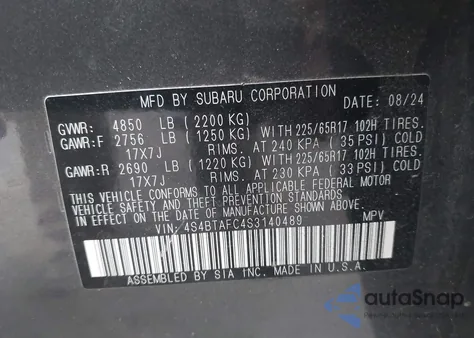 MFD BY SUBARU CORPORATION DATE: 08/24
GVWR: 4850 LB (2200 KG)
GAWR:F 2756 LB (1250 KG) WITH 225/65R17 102H TIRES.
17X7J RIMS. AT 240 KPA (35 PSI) COLD
GAWR:R 2690 LB (1220 KG) WITH 225/65R17 102H TIRES.
17X7J RIMS. AT 230 KPA (33 PSI) COLD
THIS VEHICLE CONFORMS TO ALL APPLICABLE FEDERAL MOTOR
VEHICLE SAFETY, BUMPER, AND THEFT PREVENTION STANDARDS
IN EFFECT ON THE DATE OF MANUFACTURE SHOWN ABOVE.
VIN: 4S4BTAFC4S3140489 MPV
ASSEMBLED BY SIA INC. MADE IN U.S.A.
autoSnap
POWERED BY